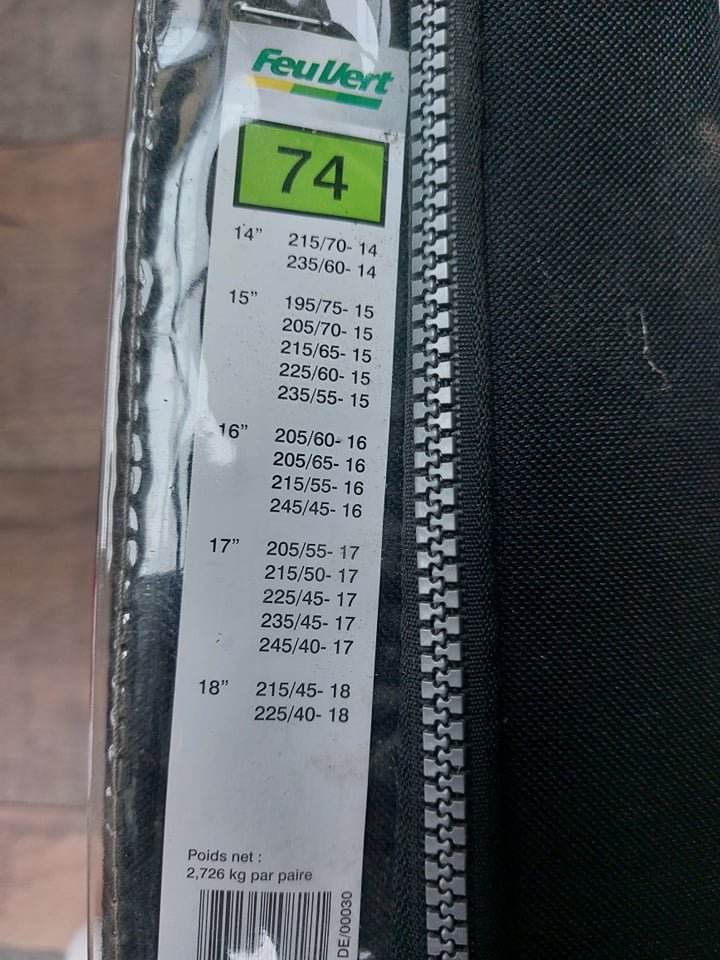 Feu Vert
74
14” 215/70- 14
235/60- 14
15” 195/75- 15
205/70- 15
215/65- 15
225/60- 15
235/55- 15
16” 205/60- 16
205/65- 16
215/55- 16
245/45- 16
17” 205/55- 17
215/50- 17
225/45- 17
235/45- 17
245/40- 17
18” 215/45- 18
225/40- 18
Poids net :
2,726 kg par paire
DE/00030